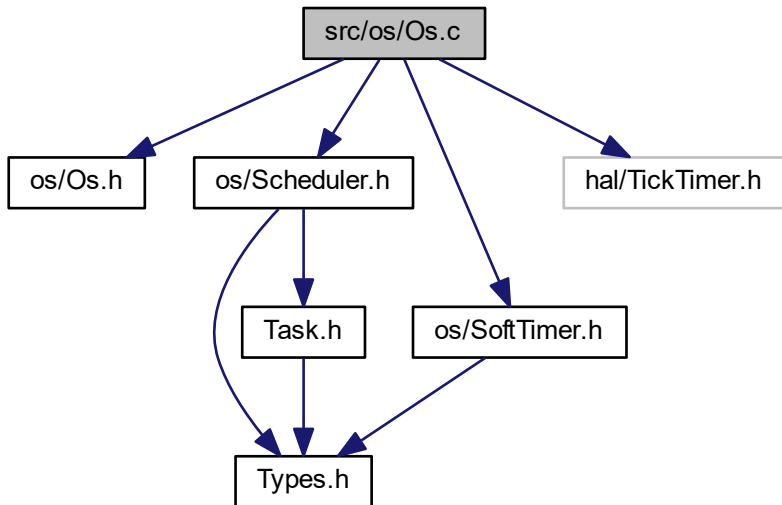 src/os/Os.c
os/Os.h
os/Scheduler.h
hal/TickTimer.h
Task.h
os/SoftTimer.h
Types.h